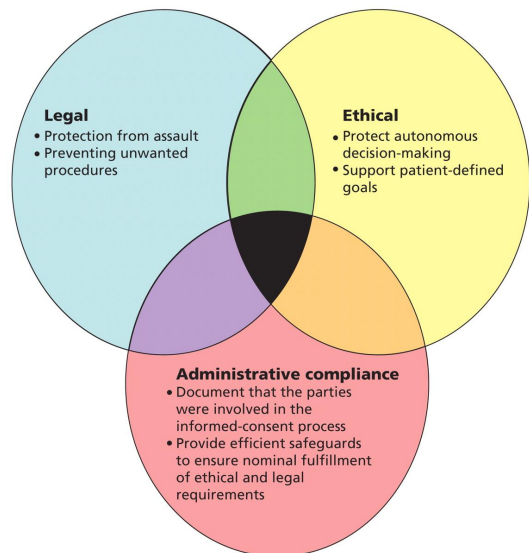 Legal
• Protection from assault
• Preventing unwanted
procedures
Ethical
• Protect autonomous
decision-making
• Support patient-defined
goals
Administrative compliance
• Document that the parties
were involved in the
informed-consent process
• Provide efficient safeguards
to ensure nominal fulfillment
of ethical and legal
requirements